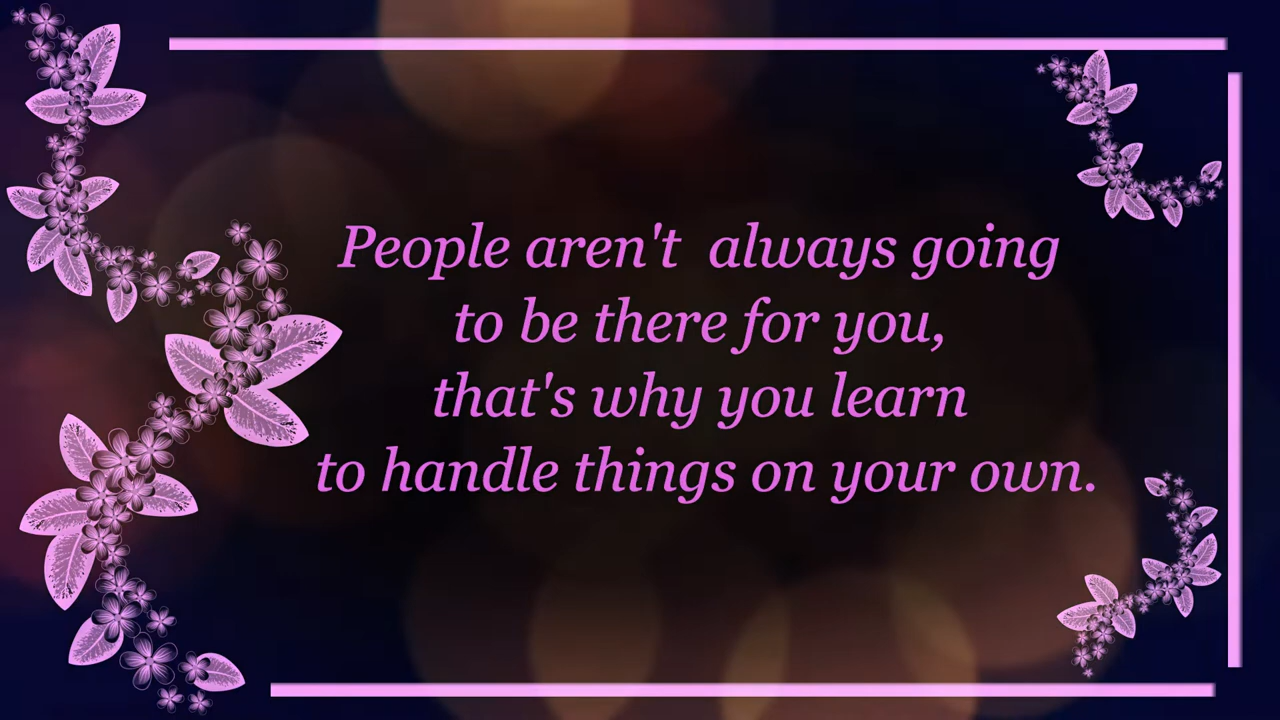 People aren't  always going
to be there for you,
that's why you learn
to handle things on your own.